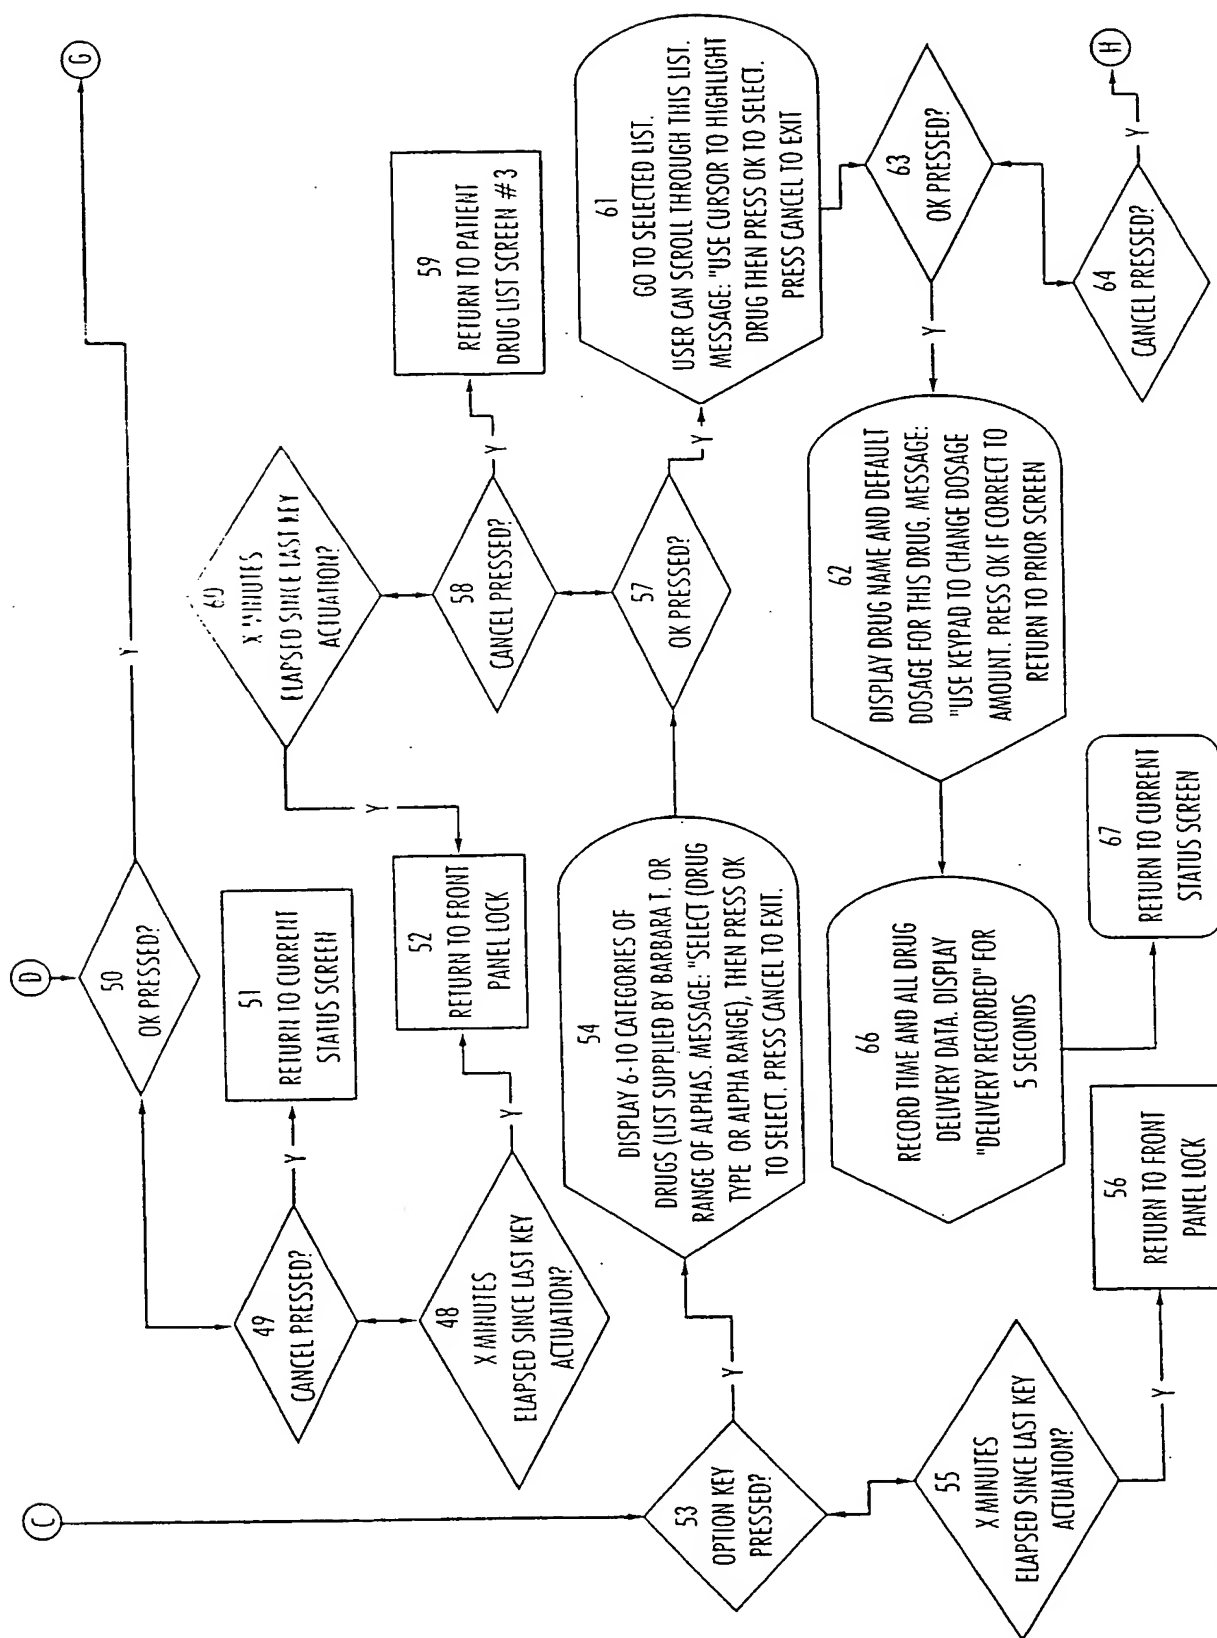 C
D
G
50
OK PRESSED?
Y
49
CANCEL PRESSED?
Y
51
RETURN TO CURRENT
STATUS SCREEN
48
X MINUTES
ELAPSED SINCE LAST KEY
ACTUATION?
Y
52
RETURN TO FRONT
PANEL LOCK
Y
60
X MINUTES
ELAPSED SINCE LAST KEY
ACTUATION?
58
CANCEL PRESSED?
Y
59
RETURN TO PATIENT
DRUG LIST SCREEN #3
53
OPTION KEY
PRESSED?
Y
54
DISPLAY 6-10 CATEGORIES OF
DRUGS (LIST SUPPLIED BY BARBARA T. OR
RANGE OF ALPHAS. MESSAGE: "SELECT (DRUG
TYPE OR ALPHA RANGE), THEN PRESS OK
TO SELECT. PRESS CANCEL TO EXIT.
57
OK PRESSED?
Y
61
GO TO SELECTED LIST.
USER CAN SCROLL THROUGH THIS LIST.
MESSAGE: "USE CURSOR TO HIGHLIGHT
DRUG THEN PRESS OK TO SELECT.
PRESS CANCEL TO EXIT
55
X MINUTES
ELAPSED SINCE LAST KEY
ACTUATION?
Y
56
RETURN TO FRONT
PANEL LOCK
66
RECORD TIME AND ALL DRUG
DELIVERY DATA. DISPLAY
"DELIVERY RECORDED" FOR
5 SECONDS
62
DISPLAY DRUG NAME AND DEFAULT
DOSAGE FOR THIS DRUG. MESSAGE:
"USE KEYPAD TO CHANGE DOSAGE
AMOUNT. PRESS OK IF CORRECT TO
RETURN TO PRIOR SCREEN
Y
63
OK PRESSED?
67
RETURN TO CURRENT
STATUS SCREEN
64
CANCEL PRESSED?
Y
H